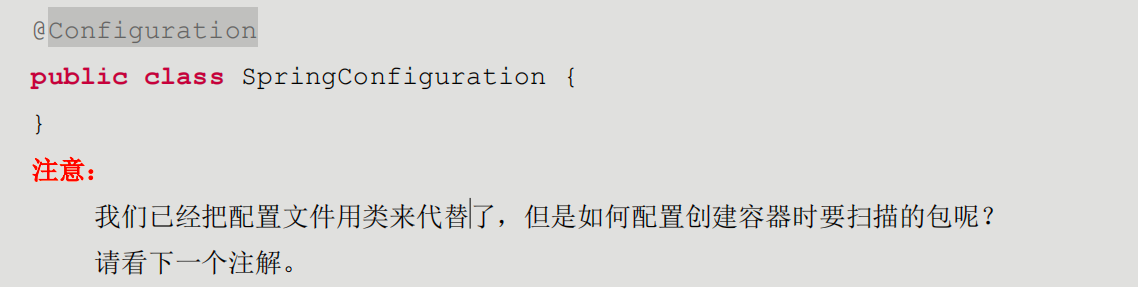 @Configuration
public class SpringConfiguration {
}
注意：
我们已经把配置文件用类来代替了，但是如何配置创建容器时要扫描的包呢？
请看下一个注解。